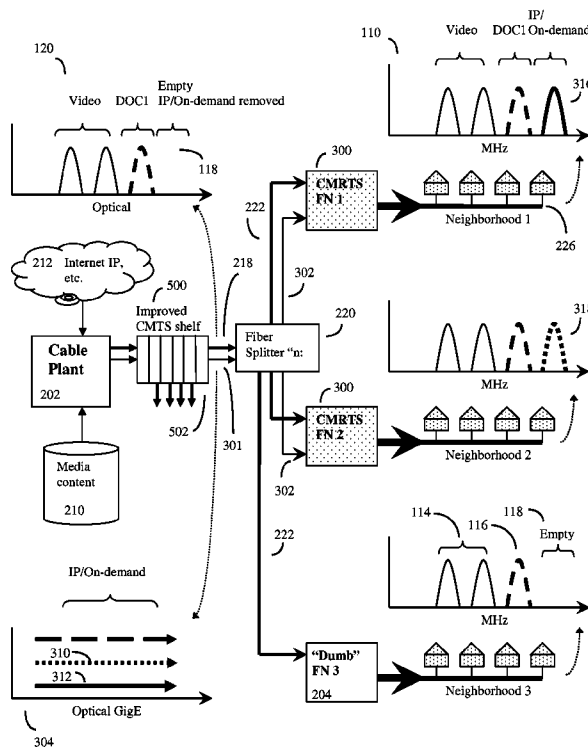 120
Video DOC1 Empty
IP/On-demand removed
118
Optical
110
Video DOC1 IP/
On-demand
316
MHz
300
CMRTS
FN 1
Neighborhood 1
226
222
302
212 Internet IP,
etc.
500
Improved
CMTS shelf
218
220
Fiber
Splitter "n:
Cable
Plant
202
502
301
Media
content
210
MHz
300
CMRTS
FN 2
Neighborhood 2
302
222
114
116
118
Empty
MHz
"Dumb"
FN 3
204
Neighborhood 3
IP/On-demand
310
312
Optical GigE
304